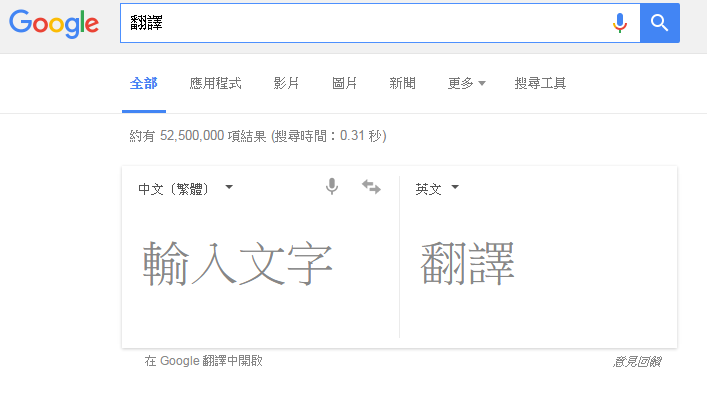 Google 翻譯
全部 應用程式 影片 圖片 新聞 更多 搜尋工具
約有 52,500,000 項結果 (搜尋時間：0.31 秒)
中文（繁體） 英文
輸入文字 翻譯
在 Google 翻譯中開啟 意見回饋